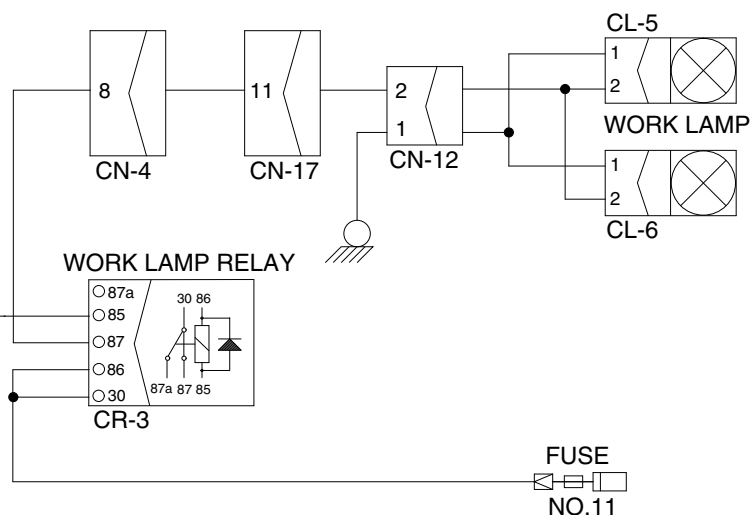 CL-5
1
2
WORK LAMP
8
11
2
1
CN-4
CN-17
CN-12
1
2
CL-6
WORK LAMP RELAY
87a
85
87
86
30
30 86
87a 87 85
CR-3
FUSE
NO.11